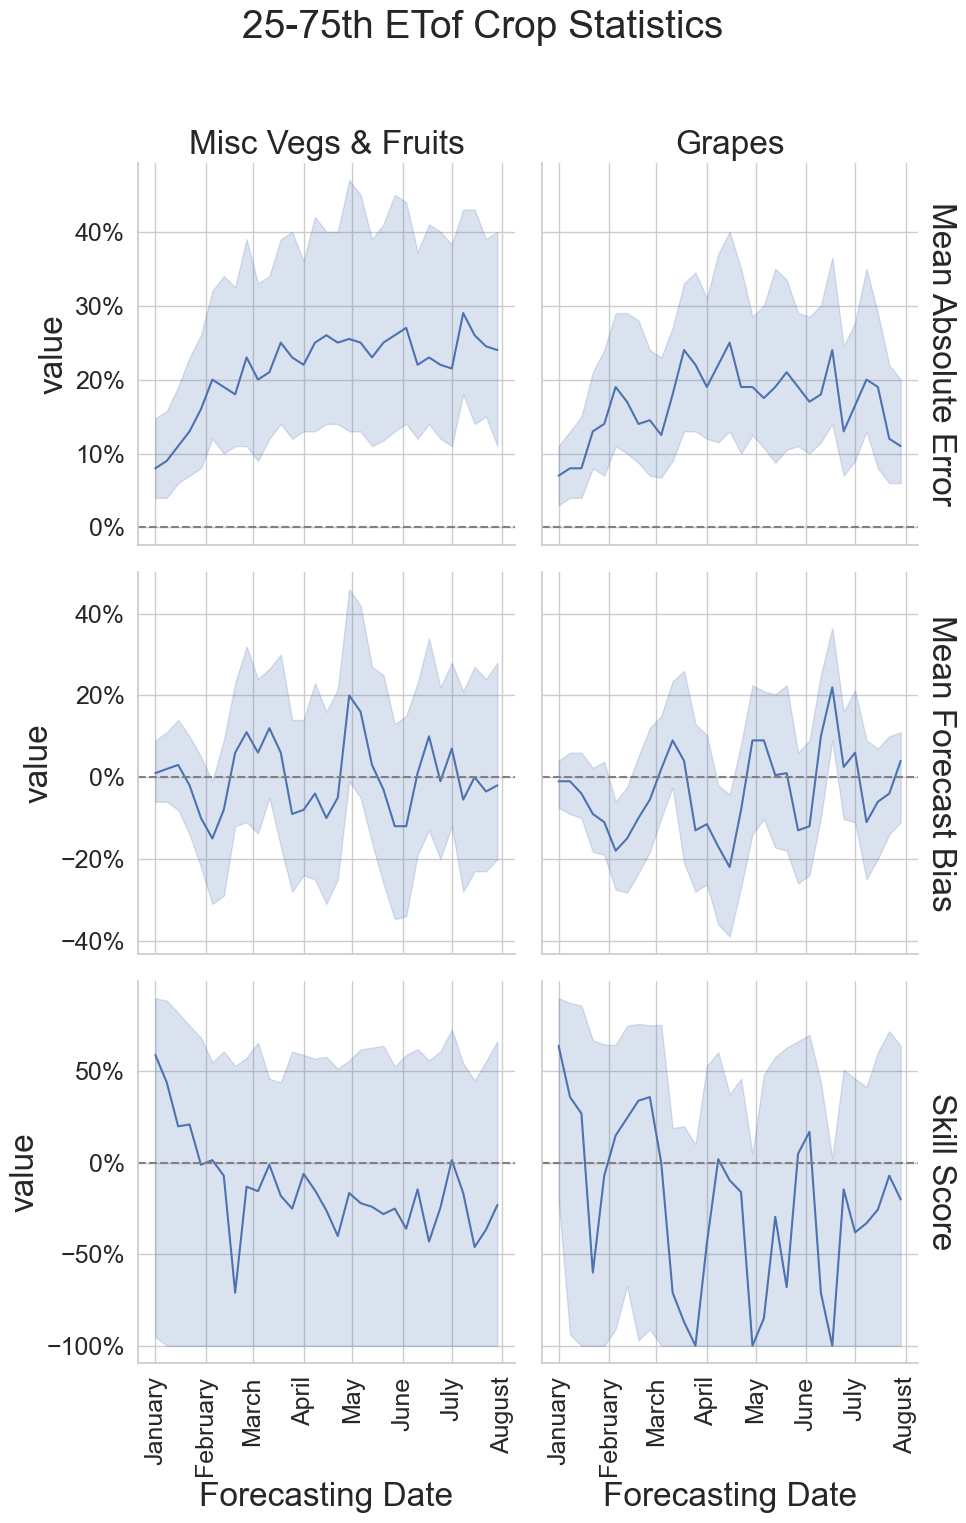 25-75th ETof Crop Statistics
Misc Vegs & Fruits
Grapes
40%
30%
20%
10%
0%
value
Mean Absolute Error
40%
20%
0%
−20%
−40%
value
Mean Forecast Bias
50%
0%
−50%
−100%
value
Skill Score
January
February
March
April
May
June
July
August
January
February
March
April
May
June
July
August
Forecasting Date
Forecasting Date